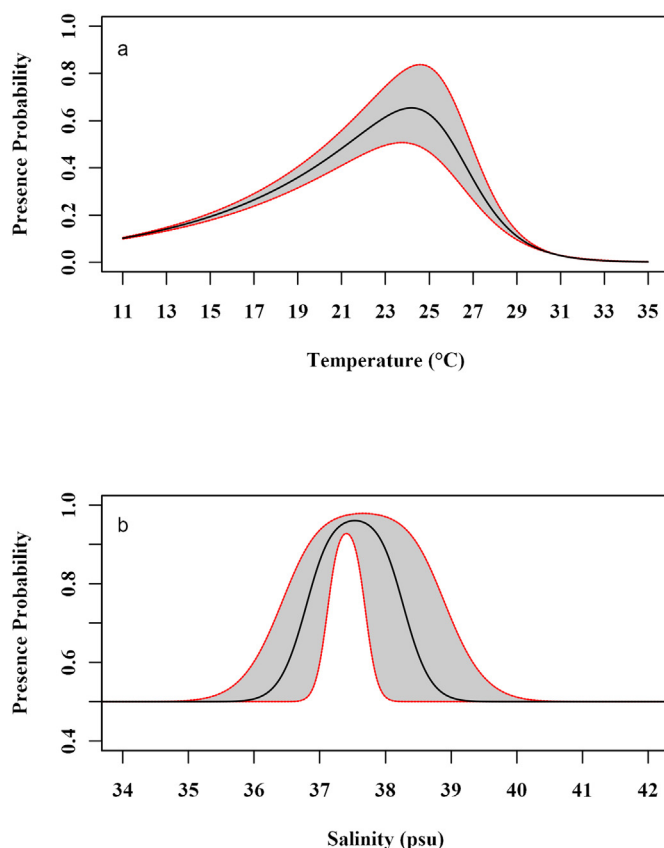 a
Presence Probability
1.0
0.8
0.6
0.4
0.2
0.0
11 13 15 17 19 21 23 25 27 29 31 33 35
Temperature (°C)
b
Presence Probability
1.0
0.8
0.6
0.4
34 35 36 37 38 39 40 41 42
Salinity (psu)